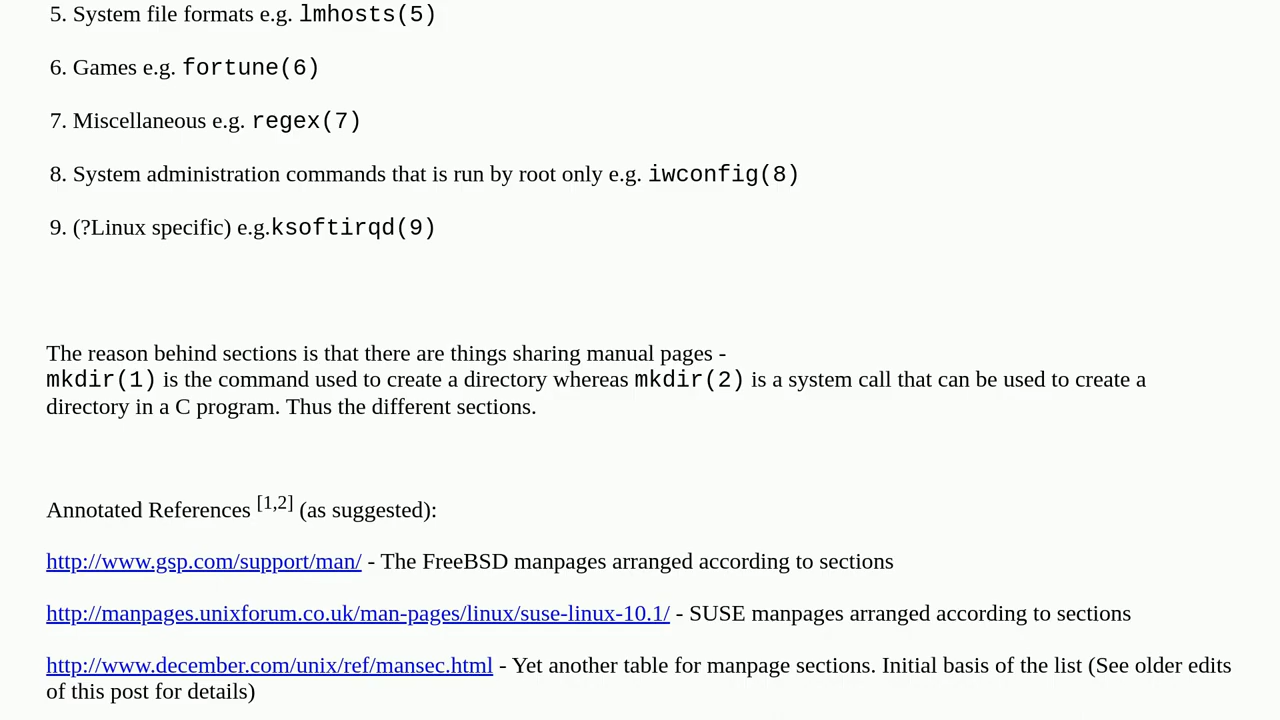 5. System file formats e.g. lmhosts(5)
6. Games e.g. fortune(6)
7. Miscellaneous e.g. regex(7)
8. System administration commands that is run by root only e.g. iwconfig(8)
9. (?Linux specific) e.g.ksoftirqd(9)
The reason behind sections is that there are things sharing manual pages -
mkdir(1) is the command used to create a directory whereas mkdir(2) is a system call that can be used to create a
directory in a C program. Thus the different sections.
Annotated References [1,2] (as suggested):
http://www.gsp.com/support/man/ - The FreeBSD manpages arranged according to sections
http://manpages.unixforum.co.uk/man-pages/linux/suse-linux-10.1/ - SUSE manpages arranged according to sections
http://www.december.com/unix/ref/mansec.html - Yet another table for manpage sections. Initial basis of the list (See older edits
of this post for details)